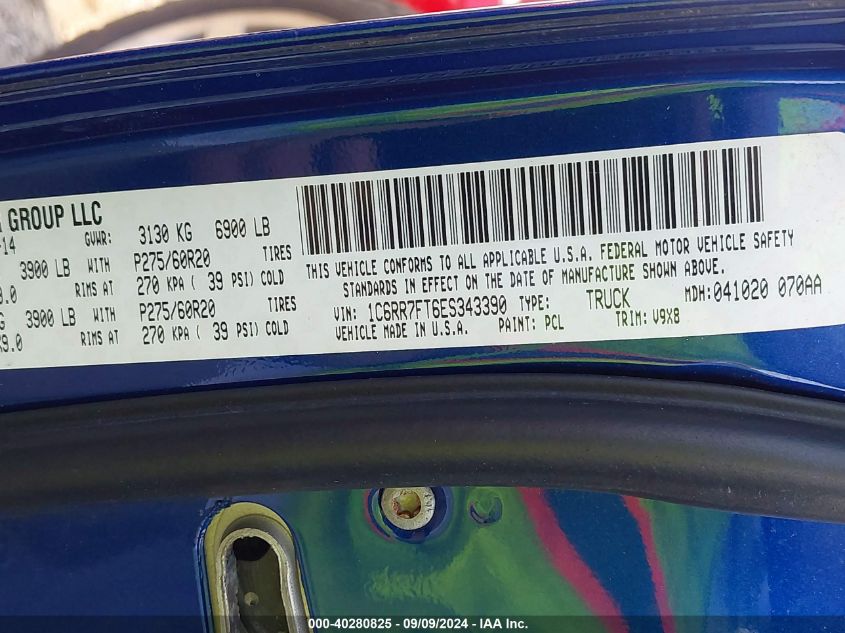 GROUP LLC
-14 GVWR: 3130 KG 6900 LB
3900 LB WITH P275/60R20 TIRES
RIMS AT 270 KPA ( 39 PSI) COLD
3900 LB WITH P275/60R20 TIRES
9.0 RIMS AT 270 KPA ( 39 PSI) COLD
THIS VEHICLE CONFORMS TO ALL APPLICABLE U.S.A. FEDERAL MOTOR VEHICLE SAFETY
STANDARDS IN EFFECT ON THE DATE OF MANUFACTURE SHOWN ABOVE.
VIN: 1C6RR7FT6ES343390 TYPE: TRUCK MDH:041020 070AA
VEHICLE MADE IN U.S.A. PAINT: PCL TRIM: V9X8
000-40280825 - 09/09/2024 - IAA Inc.